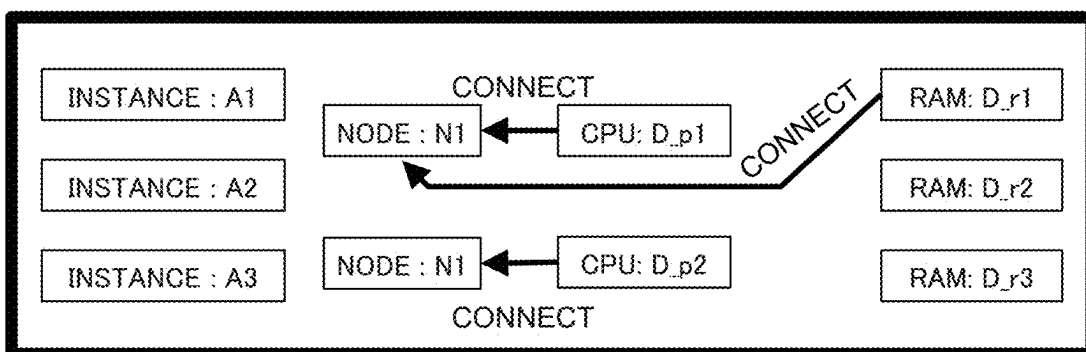 INSTANCE : A1
INSTANCE : A2
INSTANCE : A3
CONNECT
NODE : N1
CPU: D_p1
CONNECT
NODE : N1
CPU: D_p2
CONNECT
RAM: D_r1
RAM: D_r2
RAM: D_r3